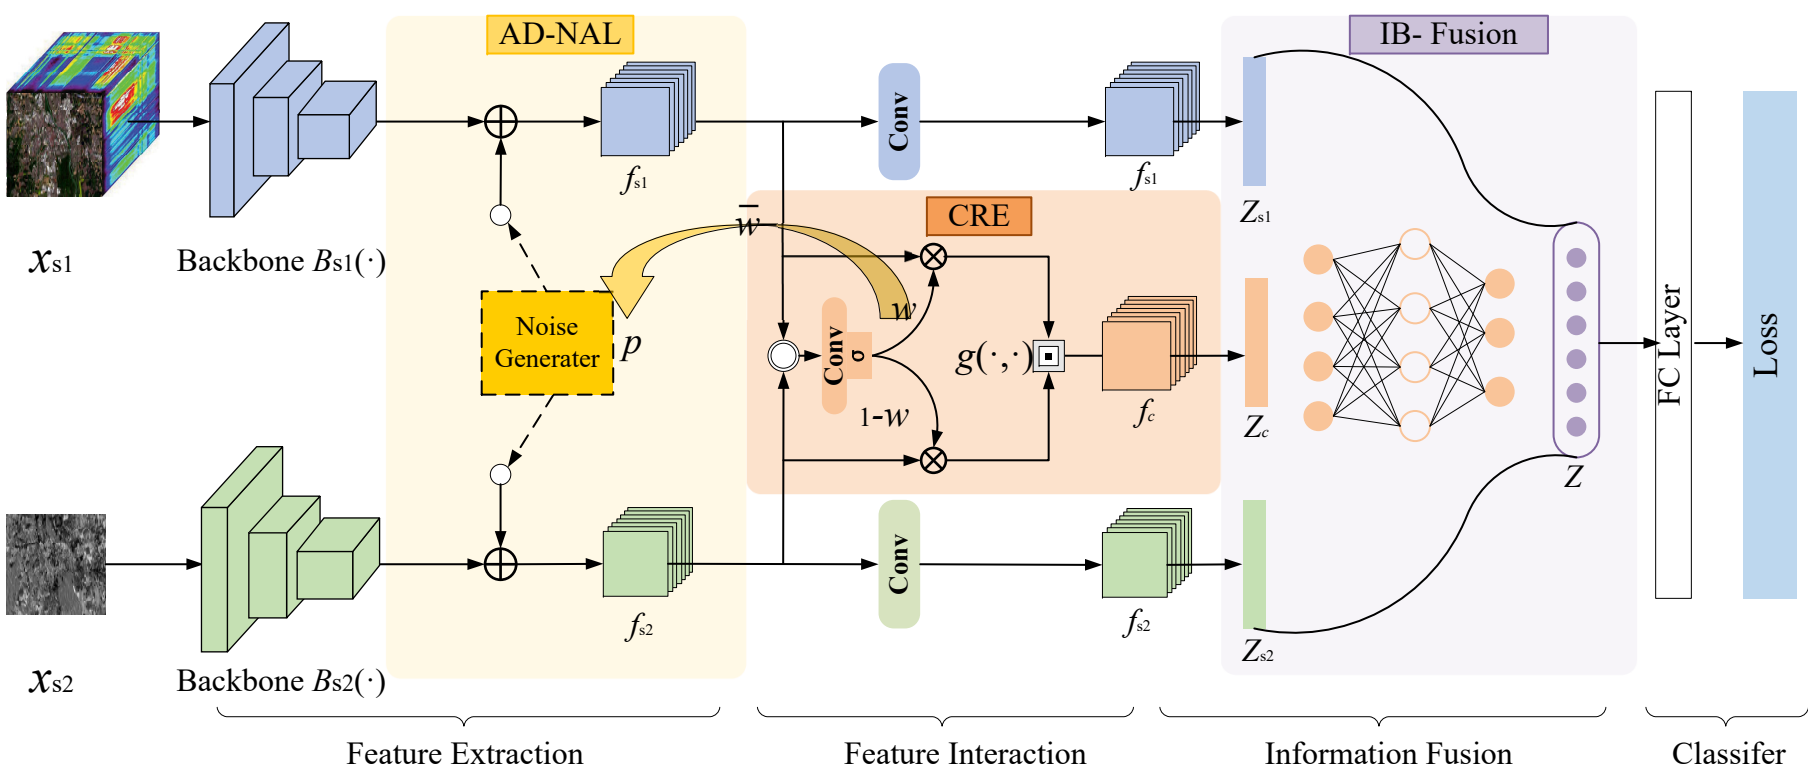 AD-NAL
IB- Fusion
Conv
f_s1
f_s1
x_s1
Backbone B_s1(·)
w̅
CRE
Z_s1
Noise
Generater
p
w
Conv
σ
g(·,·)
1-w
f_c
Z_c
Z
FC Layer
Loss
Conv
f_s2
f_s2
Z_s2
x_s2
Backbone B_s2(·)
Feature Extraction
Feature Interaction
Information Fusion
Classifer